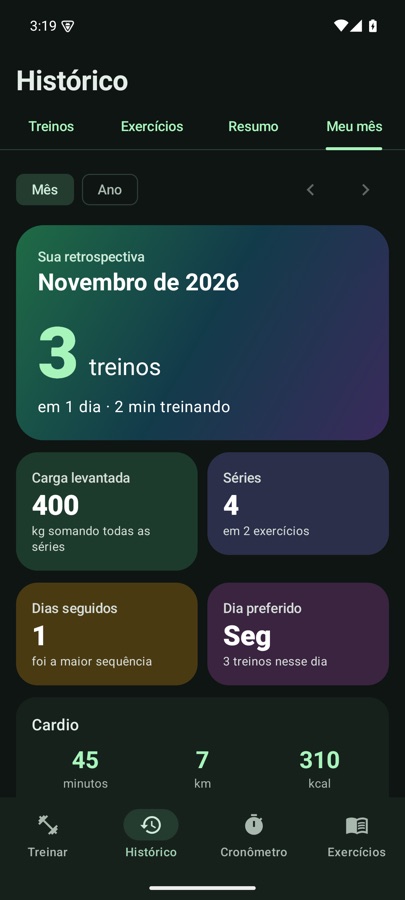 3:19
Histórico
Treinos Exercícios Resumo Meu mês
Mês Ano
Sua retrospectiva
Novembro de 2026
3 treinos
em 1 dia · 2 min treinando
Carga levantada
400
kg somando todas as
séries
Séries
4
em 2 exercícios
Dias seguidos
1
foi a maior sequência
Dia preferido
Seg
3 treinos nesse dia
Cardio
45 7 310
minutos km kcal
Treinar Histórico Cronômetro Exercícios